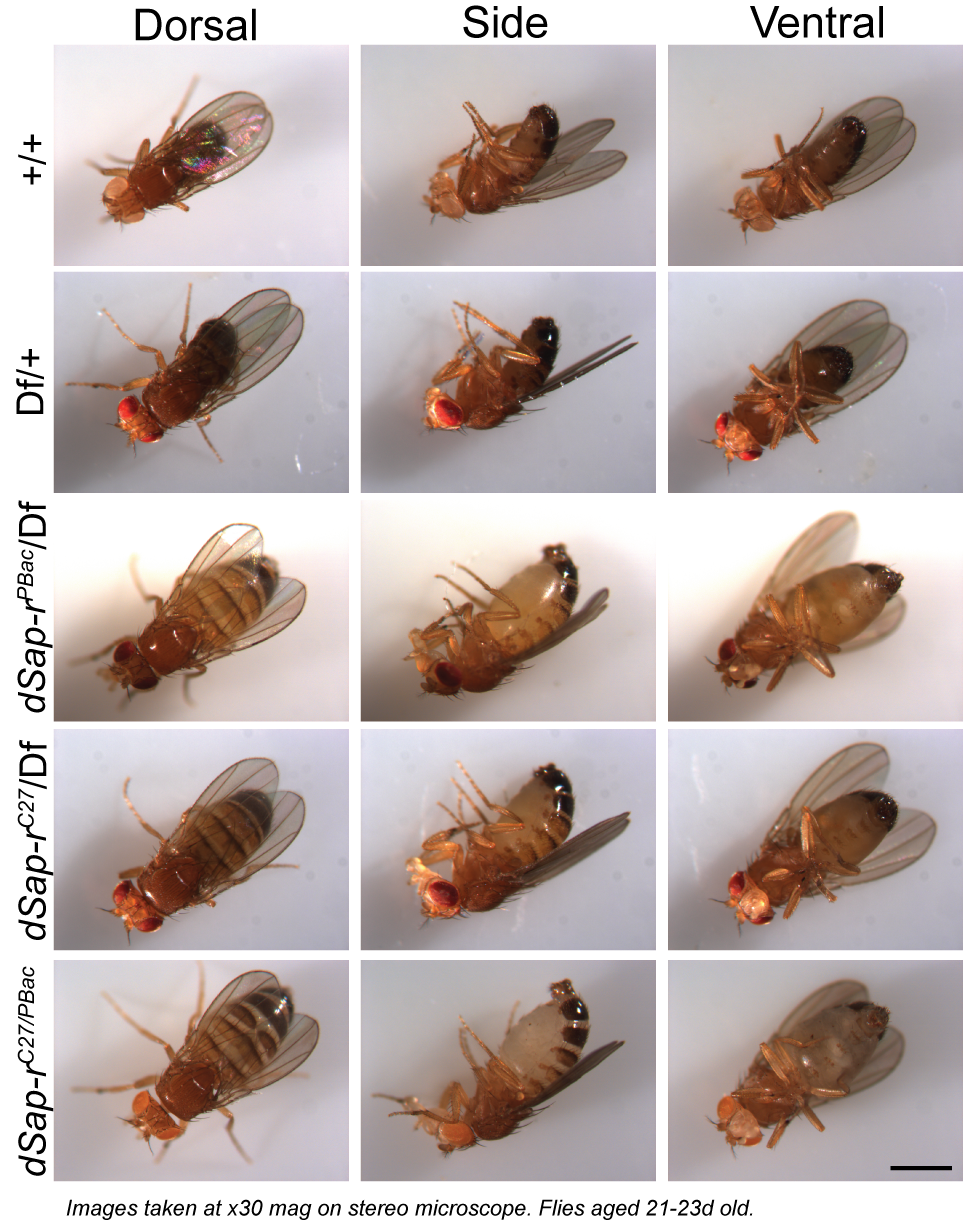 Dorsal Side Ventral
+/+
Df/+
dSap-r^PBac/Df
dSap-r^C27/Df
dSap-r^C27/PBac
Images taken at x30 mag on stereo microscope. Flies aged 21-23d old.